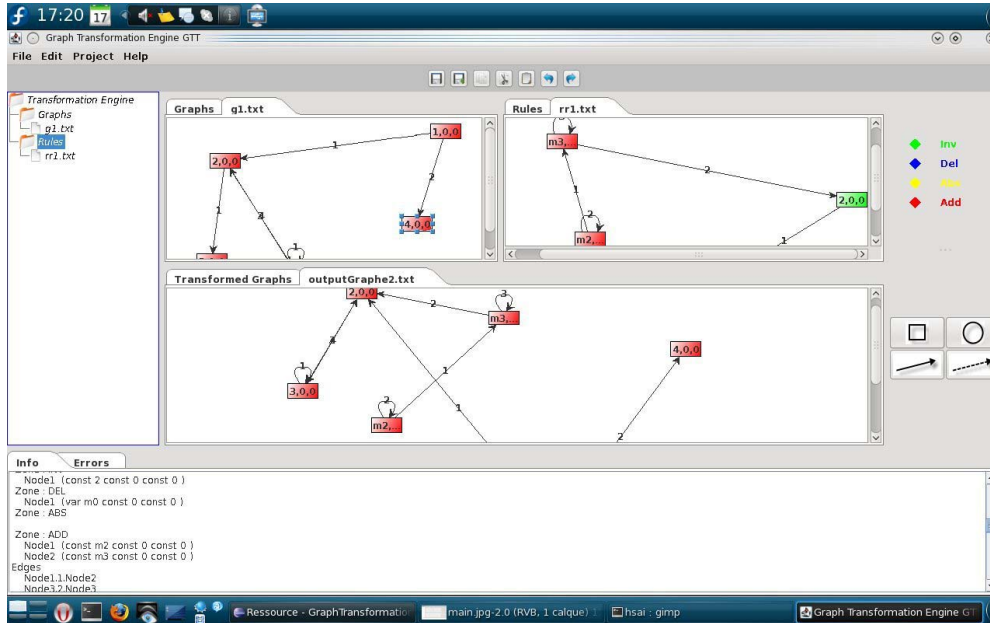 17:20 17
Graph Transformation Engine GTT
File Edit Project Help
Transformation Engine
Graphs
g1.txt
Rules
rr1.txt
Graphs g1.txt
1,0,0
1
2,0,0
2
1
4,0,0
1
Rules rr1.txt
m3,...
2
1
2,0,0
2
m2,...
1
Inv
Del
Add
Transformed Graphs outputGraphe2.txt
2,0,0
2
3
m3,...
4,0,0
1
1
3,0,0
2
1
m2,...
2
Info Errors
Node1 (const 2 const 0 const 0 )
Zone : DEL
Node1 (var m0 const 0 const 0 )
Zone : ABS
Zone : ADD
Node1 (const m2 const 0 const 0 )
Node2 (const m3 const 0 const 0 )
Edges
Node1.1.Node2
Node3.2.Node3
Ressource - GraphTransformatio
main.jpg-2.0 (RVB, 1 calque) 1
hsai : gimp
Graph Transformation Engine GT